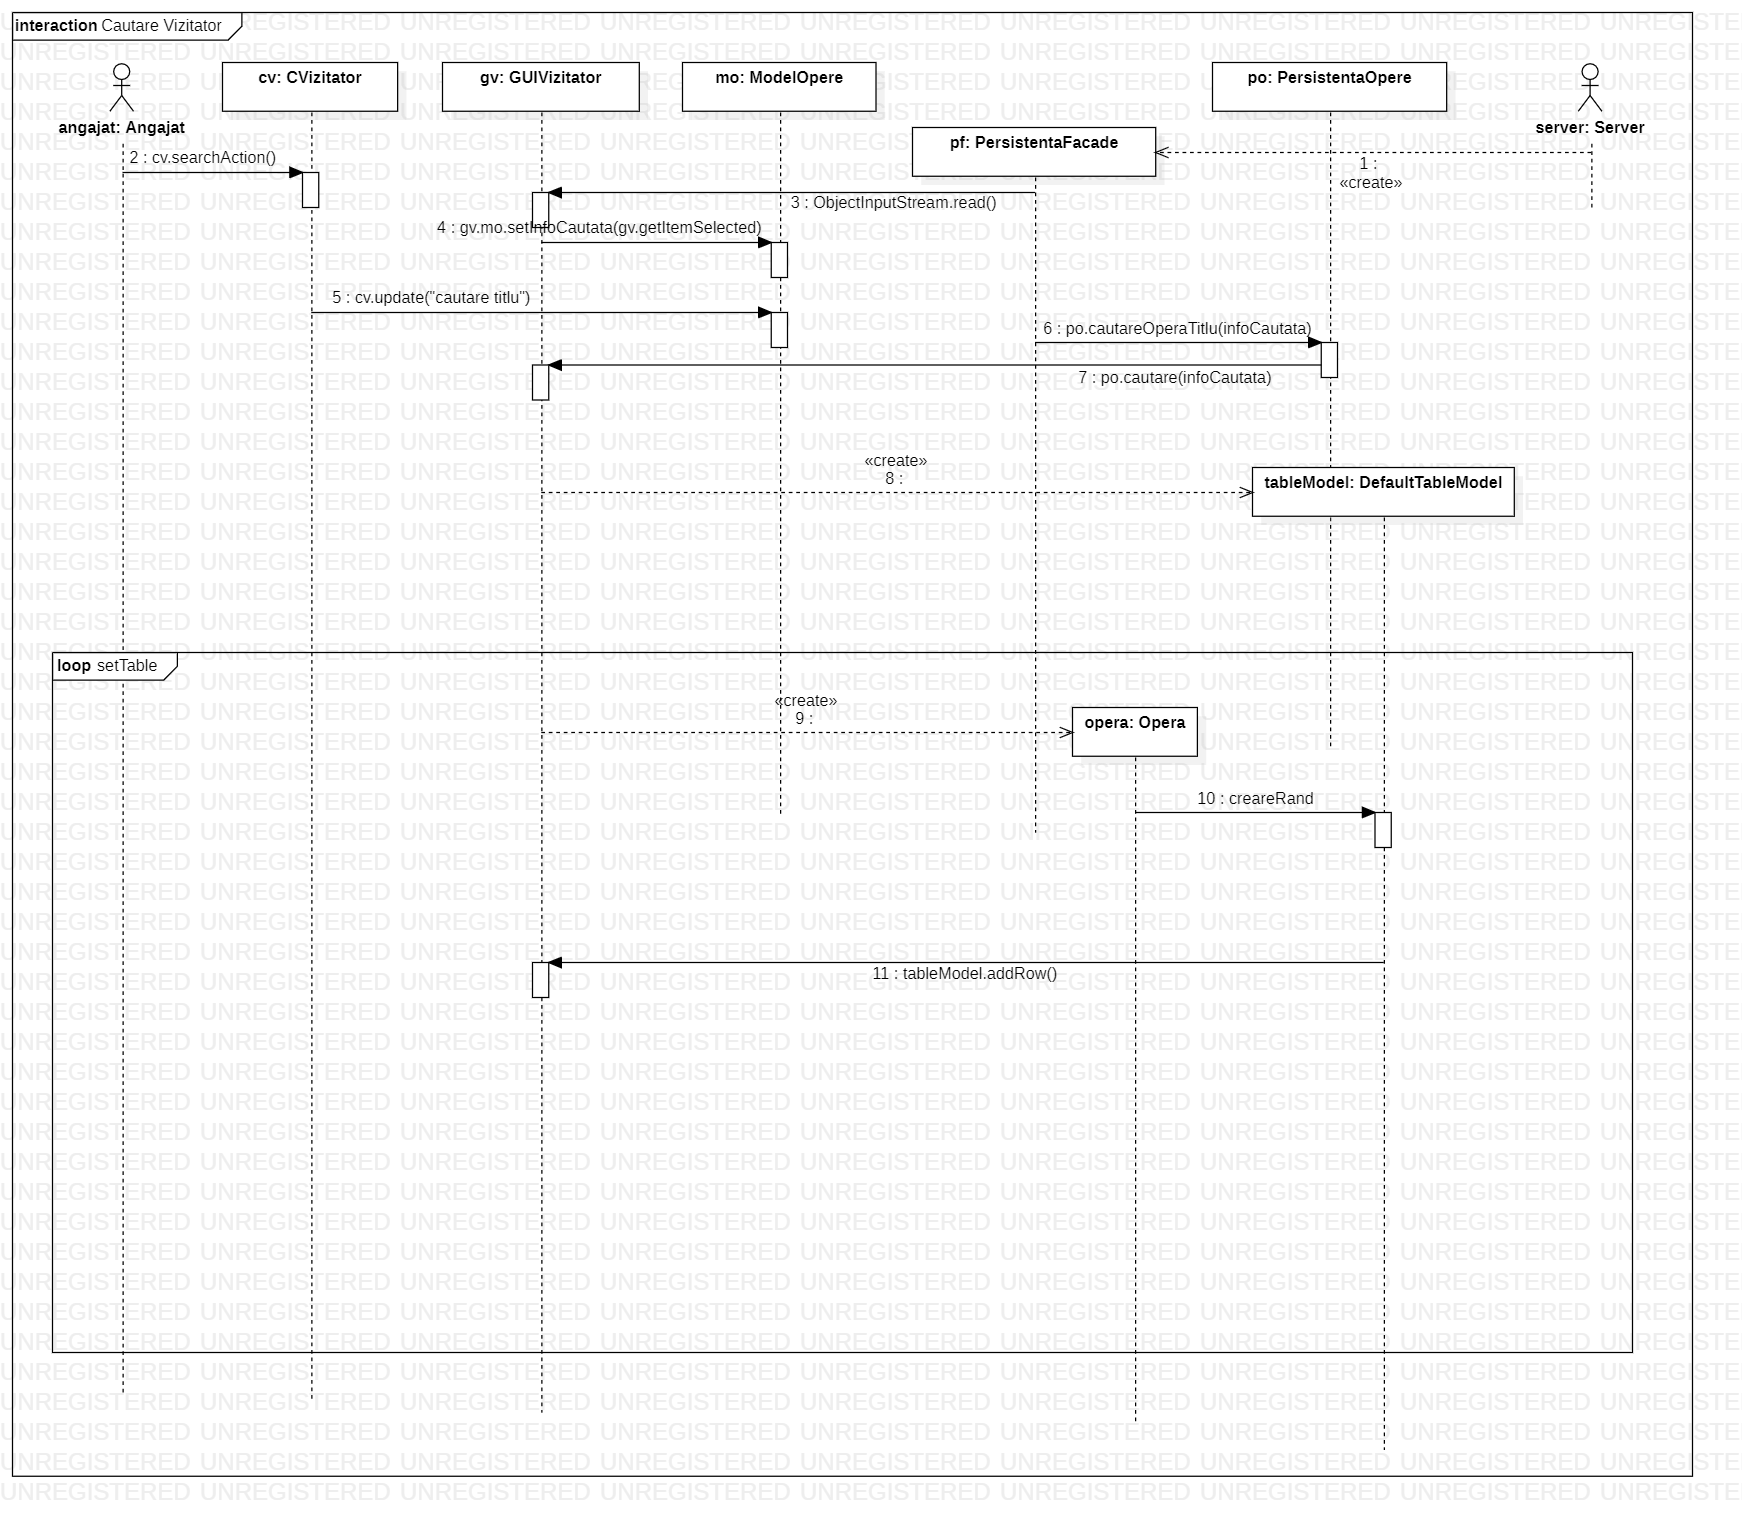 interaction Cautare Vizitator
angajat: Angajat
cv: CVizitator
gv: GUIVizitator
mo: ModelOpere
pf: PersistentaFacade
po: PersistentaOpere
server: Server
1 :
«create»
2 : cv.searchAction()
3 : ObjectInputStream.read()
4 : gv.mo.setInfoCautata(gv.getItemSelected)
5 : cv.update("cautare titlu")
6 : po.cautareOperaTitlu(infoCautata)
7 : po.cautare(infoCautata)
«create»
8 :
tableModel: DefaultTableModel
loop setTable
«create»
9 :
opera: Opera
10 : creareRand
11 : tableModel.addRow()
UNREGISTERED